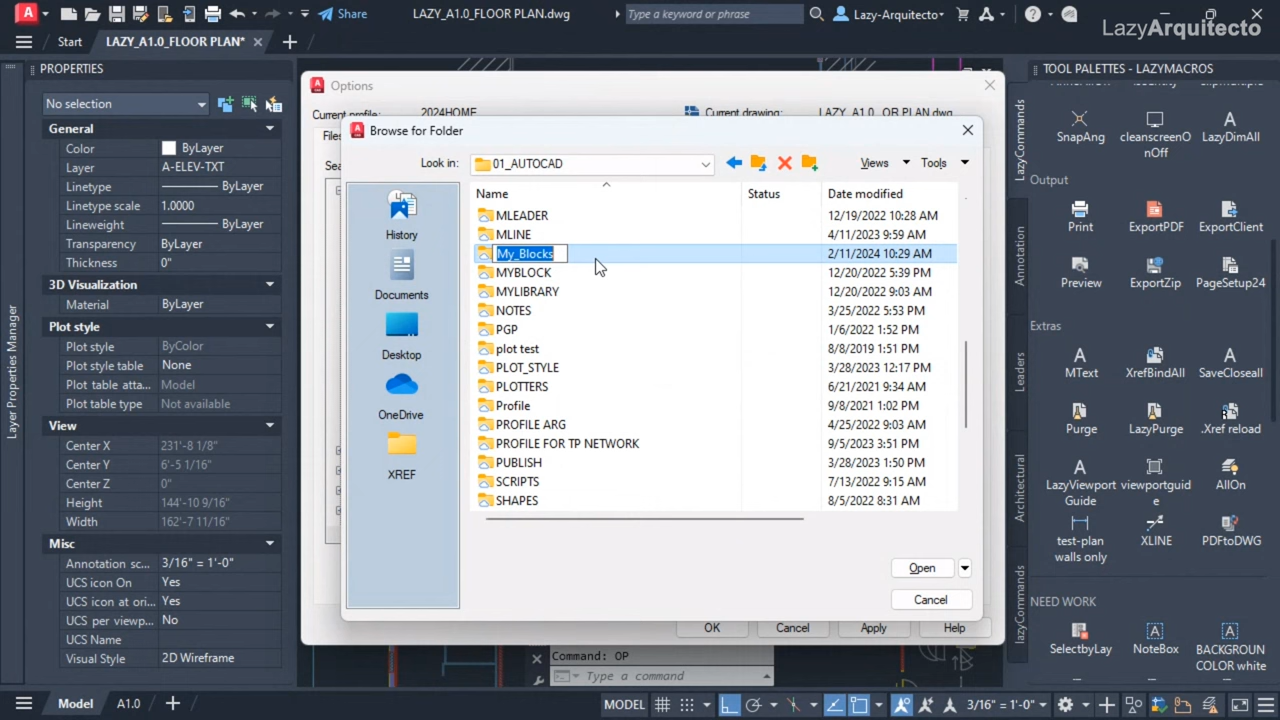 Share
LAZY_A1.0_FLOOR PLAN.dwg
Type a keyword or phrase
Lazy-Arquitecto
LazyArquitecto
Start
LAZY_A1.0_FLOOR PLAN*
PROPERTIES
No selection
General
Color ByLayer
Layer A-ELEV-TXT
Linetype ByLayer
Linetype scale 1.0000
Lineweight ByLayer
Transparency ByLayer
Thickness 0"
3D Visualization
Material ByLayer
Plot style
Plot style ByColor
Plot style table None
Plot table atta... Model
Plot table type Not available
View
Center X 231'-8 1/8"
Center Y 6'-5 1/16"
Center Z 0"
Height 144'-10 9/16"
Width 162'-7 11/16"
Misc
Annotation sc... 3/16" = 1'-0"
UCS icon On Yes
UCS icon at ori... Yes
UCS per viewp... No
UCS Name
Visual Style 2D Wireframe
Layer Properties Manager
Options
Current profile: 2024HOME
Current drawing:
Browse for Folder
Look in: 01_AUTOCAD
Views
Tools
Name Status Date modified
MLEADER 12/19/2022 10:28 AM
MLINE 4/11/2023 9:59 AM
My_Blocks 2/11/2024 10:29 AM
MYBLOCK 12/20/2022 5:39 PM
MYLIBRARY 12/20/2022 9:03 AM
NOTES 3/25/2022 5:53 PM
PGP 1/6/2022 1:52 PM
plot test 8/8/2019 1:51 PM
PLOT_STYLE 3/28/2023 12:17 PM
PLOTTERS 6/21/2021 9:34 AM
Profile 9/8/2021 1:02 PM
PROFILE ARG 4/25/2022 9:03 AM
PROFILE FOR TP NETWORK 9/5/2023 3:51 PM
PUBLISH 3/28/2023 1:50 PM
SCRIPTS 7/13/2022 9:15 AM
SHAPES 8/5/2022 8:31 AM
History
Documents
Desktop
OneDrive
XREF
Open
Cancel
OK
Cancel
Apply
Help
Command: OP
Type a command
TOOL PALETTES - LAZYMACROS
SnapAng
cleanscreenO
nOff
LazyDimAll
Output
Print
ExportPDF
ExportClient
Preview
ExportZip
PageSetup24
Extras
MText
XrefBindAll
SaveCloseall
Purge
LazyPurge
.Xref reload
LazyViewport
Guide
viewportguid
e
AllOn
test-plan
walls only
XLINE
PDFtoDWG
NEED WORK
SelectbyLay
NoteBox
BACKGROUN
COLOR white
LazyCommands
Annotation
Leaders
Architectural
lazyCommands
Model
A1.0
MODEL
3/16" = 1'-0"